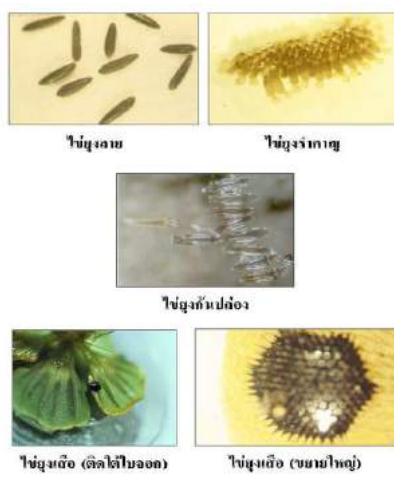 ไข่ยุงลาย
ไข่ยุงรำคาญ
ไข่ยุงก้นปล่อง
ไข่ยุงเสือ (ติดใต้ใบจอก)
ไข่ยุงเสือ (ขยายใหญ่)